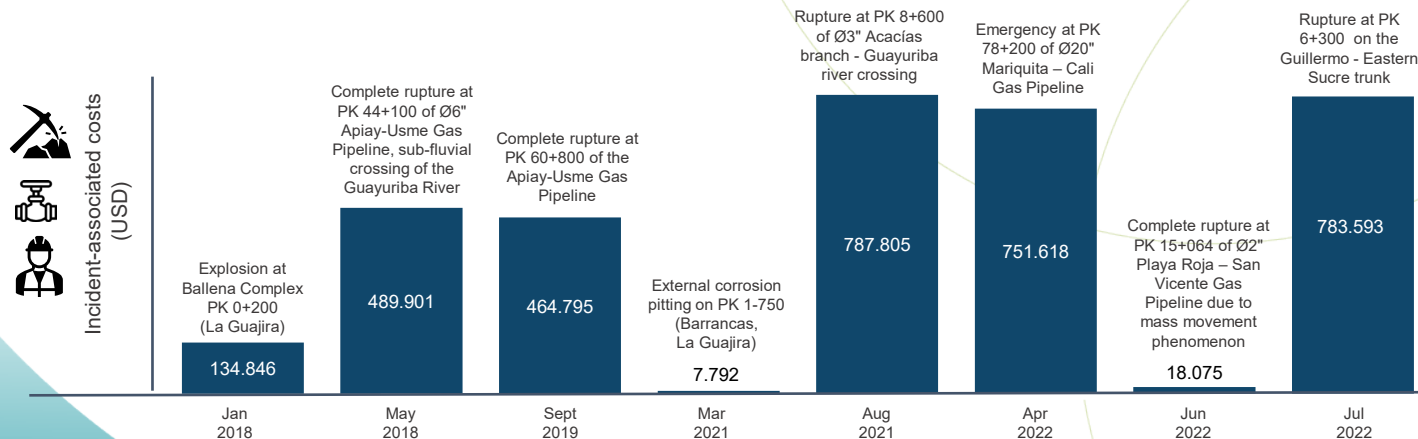 Incident-associated costs
(USD)
Explosion at
Ballena Complex
PK 0+200
(La Guajira)
134.846
Jan
2018
Complete rupture at
PK 44+100 of Ø6"
Apiay-Usme Gas
Pipeline, sub-fluvial
crossing of the
Guayuriba River
489.901
May
2018
Complete rupture at
PK 60+800 of the
Apiay-Usme Gas
Pipeline
464.795
Sept
2019
External corrosion
pitting on PK 1-750
(Barrancas,
La Guajira)
7.792
Mar
2021
Rupture at PK 8+600
of Ø3" Acacías
branch - Guayuriba
river crossing
787.805
Aug
2021
Emergency at PK
78+200 of Ø20"
Mariquita – Cali
Gas Pipeline
751.618
Apr
2022
Complete rupture at
PK 15+064 of Ø2"
Playa Roja – San
Vicente Gas
Pipeline due to
mass movement
phenomenon
18.075
Jun
2022
Rupture at PK
6+300 on the
Guillermo - Eastern
Sucre trunk
783.593
Jul
2022